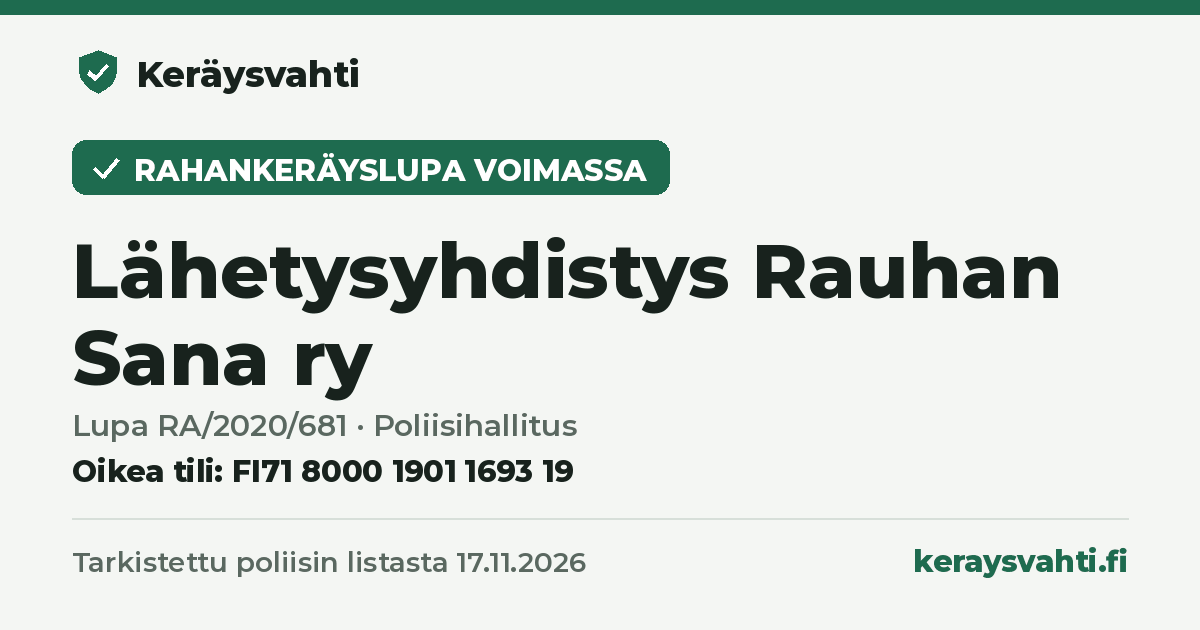 Keräysvahti
RAHANKERÄYSLUPA VOIMASSA
Lähetysyhdistys Rauhan
Sana ry
Lupa RA/2020/681 · Poliisihallitus
Oikea tili: FI71 8000 1901 1693 19
Tarkistettu poliisin listasta 17.11.2026
keraysvahti.fi